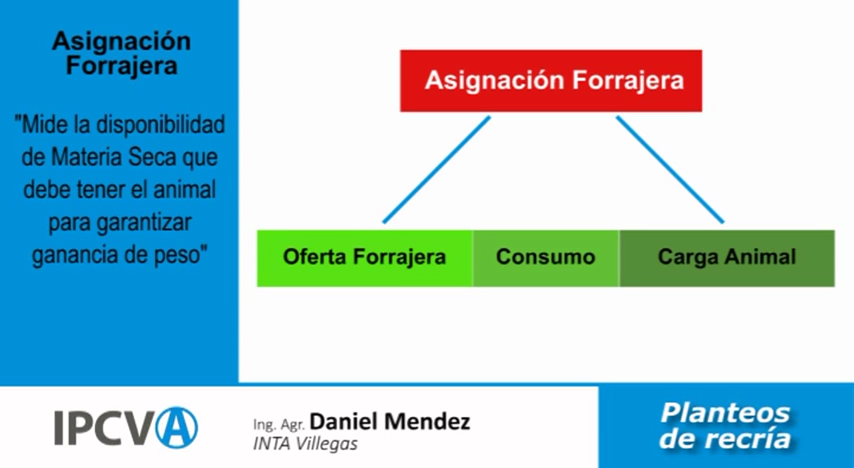 Asignación
Forrajera
"Mide la disponibilidad
de Materia Seca que
debe tener el animal
para garantizar
ganancia de peso"
Asignación Forrajera
Oferta Forrajera
Consumo
Carga Animal
IPCVA
Ing. Agr. Daniel Mendez
INTA Villegas
Planteos
de recría